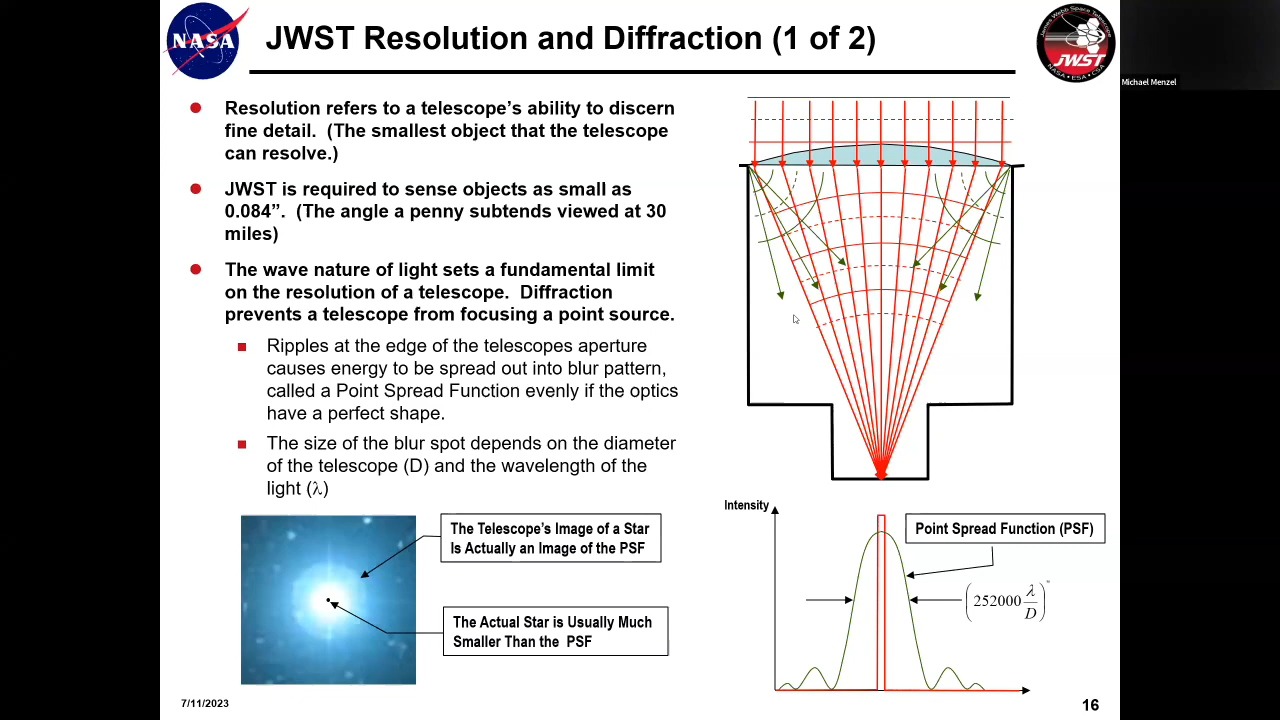 NASA
JWST Resolution and Diffraction (1 of 2)
James Webb Space Telescope
JWST
NASA • ESA • CSA
Michael Menzel
Resolution refers to a telescope’s ability to discern
fine detail.  (The smallest object that the telescope
can resolve.)
JWST is required to sense objects as small as
0.084”.  (The angle a penny subtends viewed at 30
miles)
The wave nature of light sets a fundamental limit
on the resolution of a telescope.  Diffraction
prevents a telescope from focusing a point source.
Ripples at the edge of the telescopes aperture
causes energy to be spread out into blur pattern,
called a Point Spread Function evenly if the optics
have a perfect shape.
The size of the blur spot depends on the diameter
of the telescope (D) and the wavelength of the
light (λ)
The Telescope’s Image of a Star
Is Actually an Image of the PSF
The Actual Star is Usually Much
Smaller Than the PSF
Intensity
Point Spread Function (PSF)
(252000 λ/D)"
7/11/2023
16